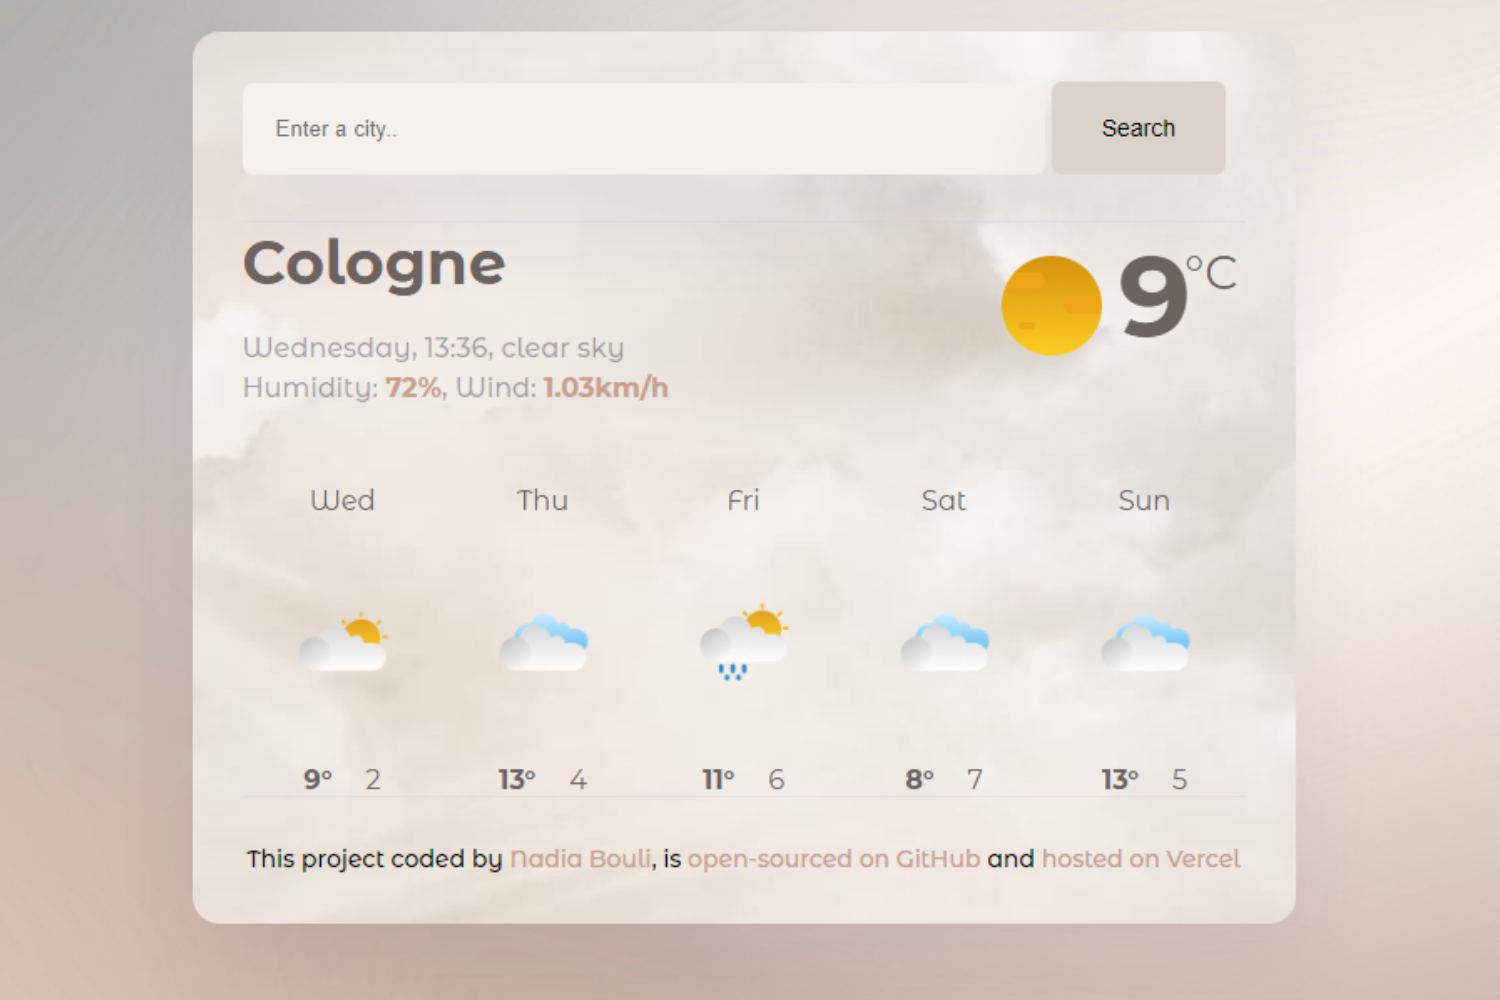 Enter a city..
Search
Cologne
9°C
Wednesday, 13:36, clear sky
Humidity: 72%, Wind: 1.03km/h
Wed Thu Fri Sat Sun
9° 2 13° 4 11° 6 8° 7 13° 5
This project coded by Nadia Bouli, is open-sourced on GitHub and hosted on Vercel